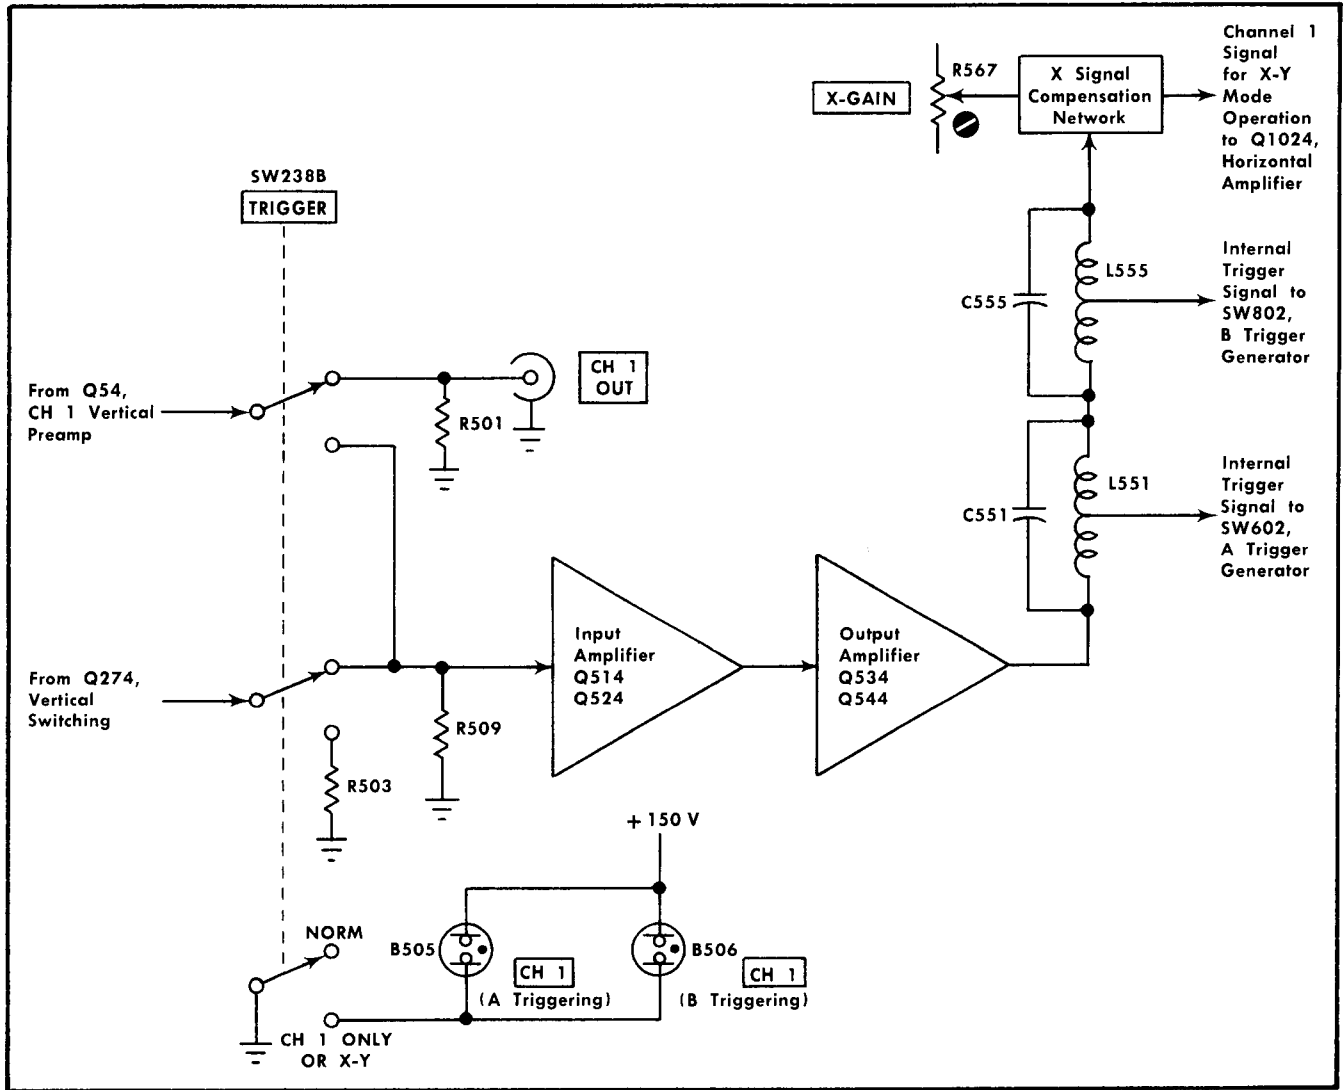 Channel 1
Signal
for X-Y
Mode
Operation
to Q1024,
Horizontal
Amplifier
R567
X-GAIN
X Signal
Compensation
Network
SW238B
TRIGGER
Internal
Trigger
Signal to
SW802,
B Trigger
Generator
L555
C555
From Q54,
CH 1 Vertical
Preamp
CH 1
OUT
R501
Internal
Trigger
Signal to
SW602,
A Trigger
Generator
L551
C551
From Q274,
Vertical
Switching
Input
Amplifier
Q514
Q524
Output
Amplifier
Q534
Q544
R509
R503
+ 150 V
NORM
B505
CH 1
(A Triggering)
B506
CH 1
(B Triggering)
CH 1 ONLY
OR X-Y